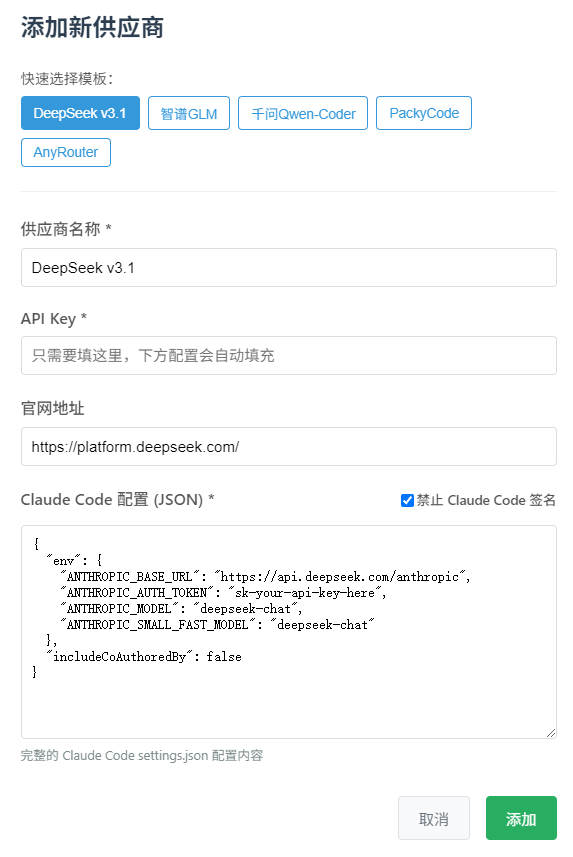 添加新供应商
快速选择模板：
DeepSeek v3.1
智谱GLM
千问Qwen-Coder
PackyCode
AnyRouter
供应商名称 *
DeepSeek v3.1
API Key *
只需要填这里，下方配置会自动填充
官网地址
https://platform.deepseek.com/
Claude Code 配置 (JSON) *
禁止 Claude Code 签名
{
  "env": {
    "ANTHROPIC_BASE_URL": "https://api.deepseek.com/anthropic",
    "ANTHROPIC_AUTH_TOKEN": "sk-your-api-key-here",
    "ANTHROPIC_MODEL": "deepseek-chat",
    "ANTHROPIC_SMALL_FAST_MODEL": "deepseek-chat"
  },
  "includeCoAuthoredBy": false
}
完整的 Claude Code settings.json 配置内容
取消
添加